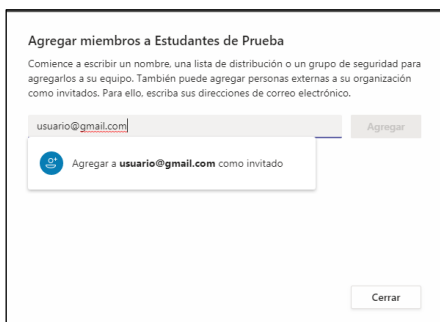 Agregar miembros a Estudantes de Prueba
Comience a escribir un nombre, una lista de distribución o un grupo de seguridad para
agregarlos a su equipo. También puede agregar personas externas a su organización
como invitados. Para ello, escriba sus direcciones de correo electrónico.
usuario@gmail.com
Agregar
Agregar a usuario@gmail.com como invitado
Cerrar